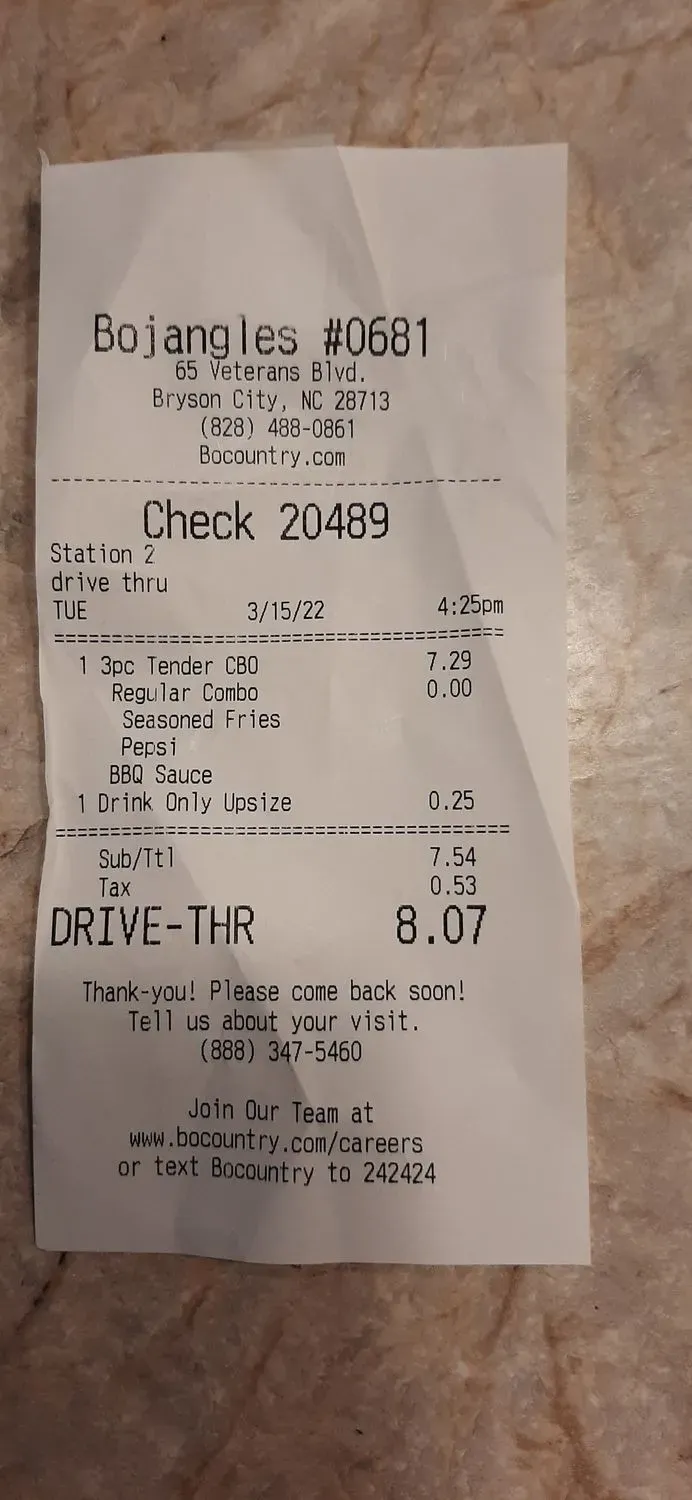 Bojangles #0681
65 Veterans Blvd.
Bryson City, NC 28713
(828) 488-0861
Bocountry.com
--------------------------------------------
Check 20489
Station 2
drive thru
TUE 3/15/22 4:25pm
============================================
1 3pc Tender CBO 7.29
Regular Combo 0.00
Seasoned Fries
Pepsi
BBQ Sauce
1 Drink Only Upsize 0.25
============================================
Sub/Ttl 7.54
Tax 0.53
DRIVE-THR 8.07
Thank-you! Please come back soon!
Tell us about your visit.
(888) 347-5460
Join Our Team at
www.bocountry.com/careers
or text Bocountry to 242424